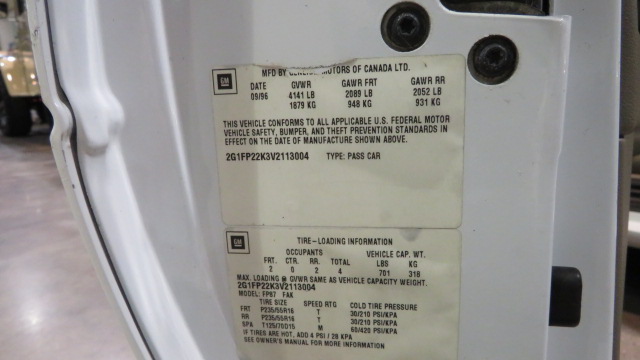 MFD BY GENERAL MOTORS OF CANADA LTD.
GM
DATE GVWR GAWR FRT GAWR RR
09/96 4141 LB 2089 LB 2052 LB
1879 KG 948 KG 931 KG
THIS VEHICLE CONFORMS TO ALL APPLICABLE U.S. FEDERAL MOTOR
VEHICLE SAFETY, BUMPER, AND THEFT PREVENTION STANDARDS IN
EFFECT ON THE DATE OF MANUFACTURE SHOWN ABOVE.
2G1FP22K3V2113004 TYPE: PASS CAR
GM
TIRE-LOADING INFORMATION
OCCUPANTS VEHICLE CAP. WT.
FRT. CTR. RR. TOTAL LBS KG
2 0 2 4 701 318
MAX. LOADING @ GVWR SAME AS VEHICLE CAPACITY WEIGHT.
2G1FP22K3V2113004
MODEL: FP87 FAK
TIRE SIZE SPEED RTG COLD TIRE PRESSURE
FRT P235/55R16 T 30/210 PSI/KPA
RR P235/55R16 T 30/210 PSI/KPA
SPA T125/70D15 M 60/420 PSI/KPA
IF TIRES ARE HOT, ADD 4 PSI / 28 KPA
SEE OWNER'S MANUAL FOR MORE INFORMATION